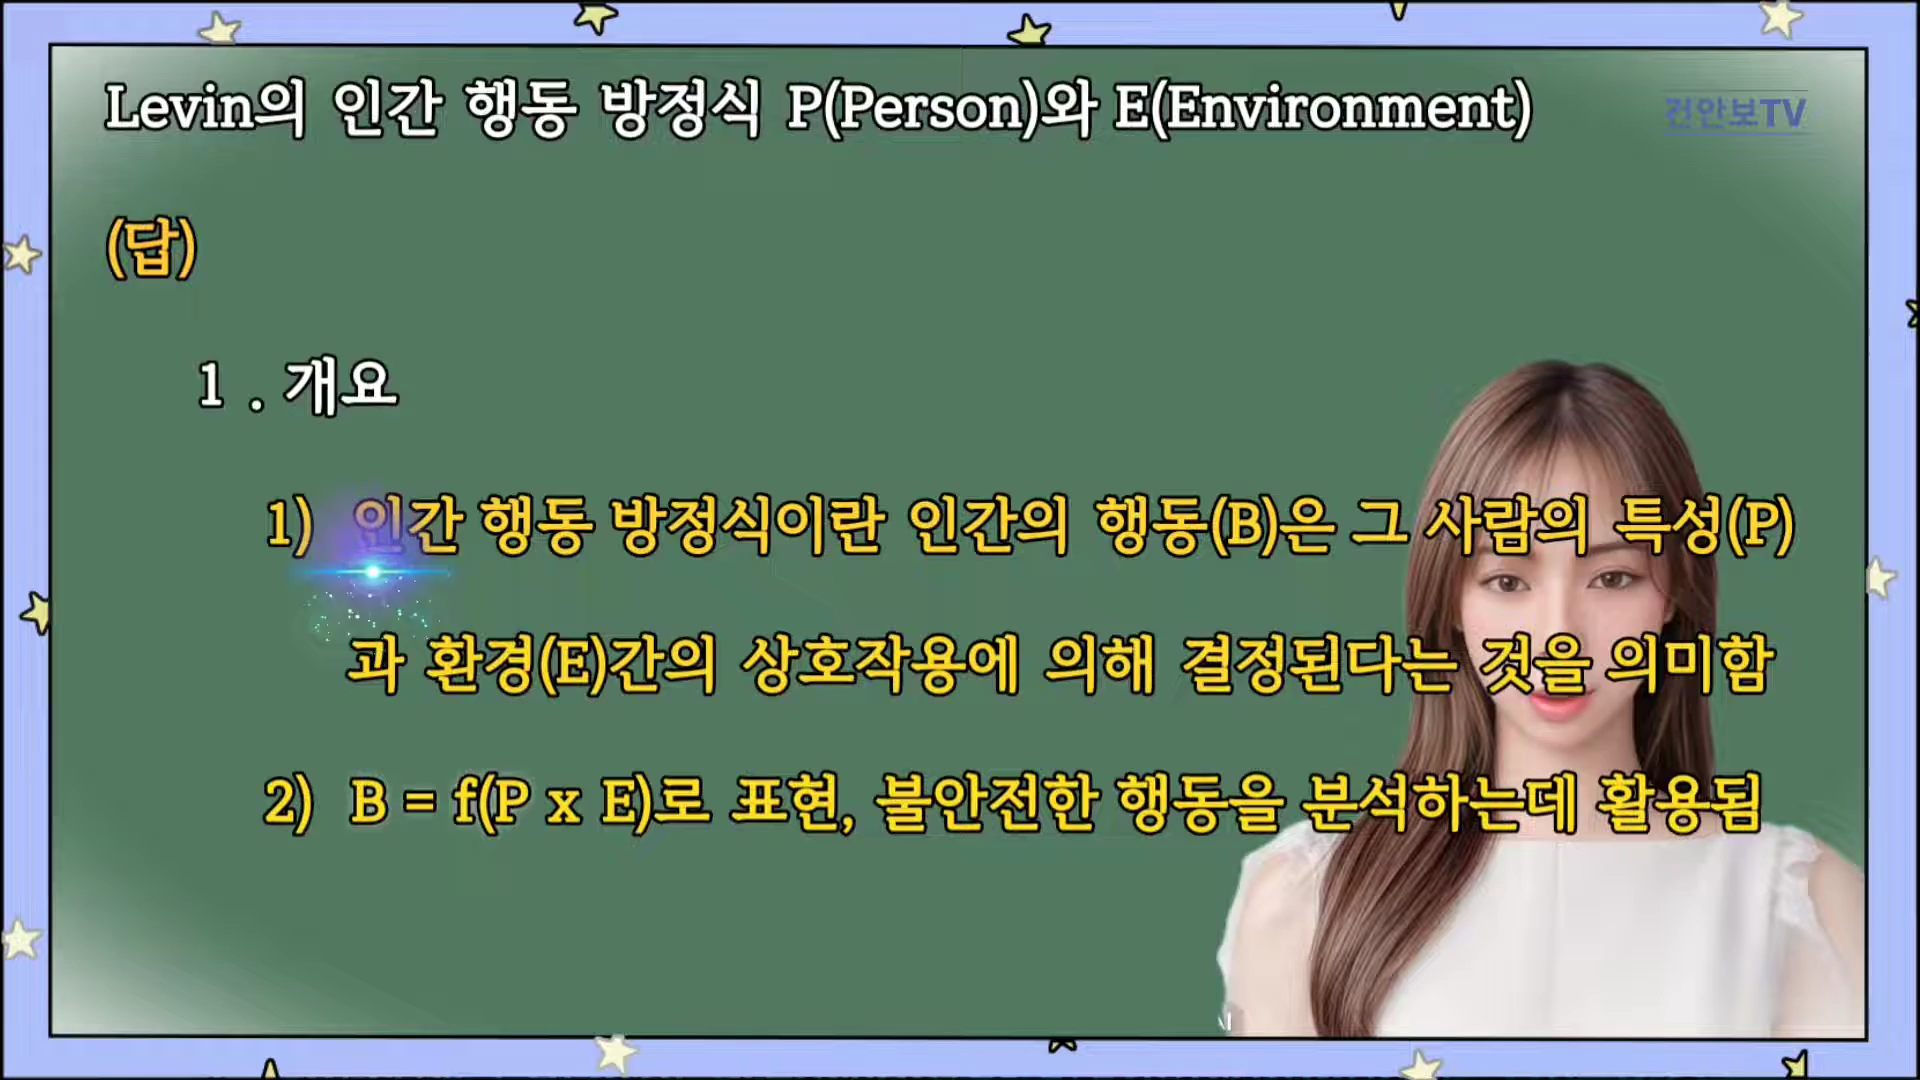 Levin의 인간 행동 방정식 P(Person)와 E(Environment)
건안보TV
(답)
1 . 개요
1) 인간 행동 방정식이란 인간의 행동(B)은 그 사람의 특성(P)
과 환경(E)간의 상호작용에 의해 결정된다는 것을 의미함
2) B = f(P x E)로 표현, 불안전한 행동을 분석하는데 활용됨
AI